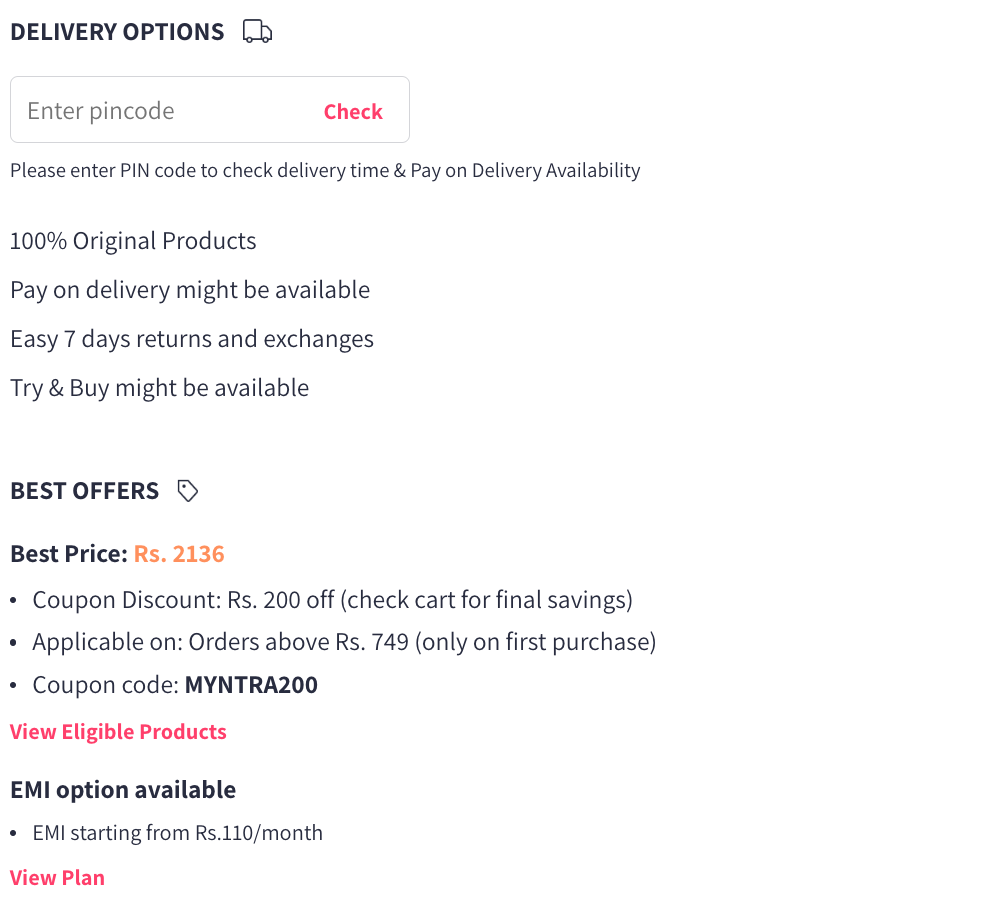 DELIVERY OPTIONS
Enter pincode Check
Please enter PIN code to check delivery time & Pay on Delivery Availability
100% Original Products
Pay on delivery might be available
Easy 7 days returns and exchanges
Try & Buy might be available
BEST OFFERS
Best Price: Rs. 2136
• Coupon Discount: Rs. 200 off (check cart for final savings)
• Applicable on: Orders above Rs. 749 (only on first purchase)
• Coupon code: MYNTRA200
View Eligible Products
EMI option available
• EMI starting from Rs.110/month
View Plan